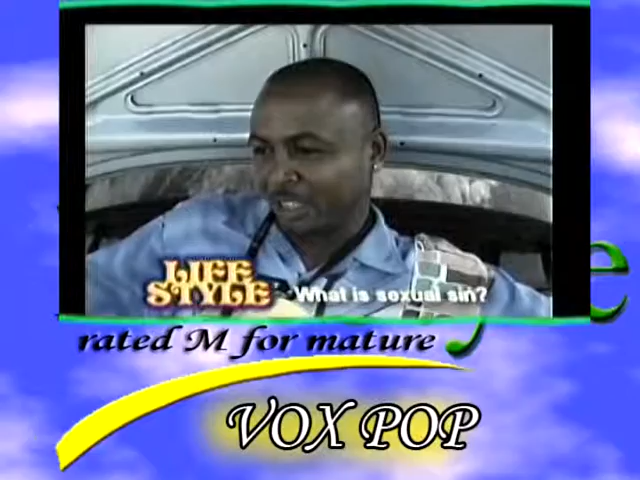 LIFE
STYLE
What is sexual sin?
rated M for mature
VOX POP